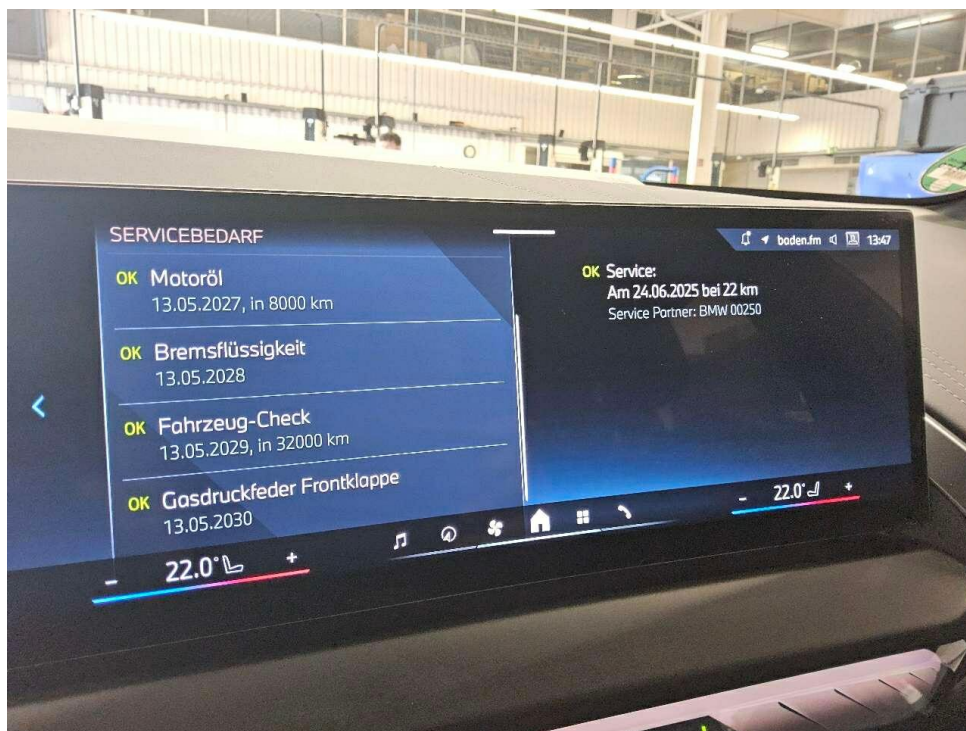 SERVICEBEDARF
OK Motoröl
13.05.2027, in 8000 km
OK Bremsflüssigkeit
13.05.2028
OK Fahrzeug-Check
13.05.2029, in 32000 km
OK Gasdruckfeder Frontklappe
13.05.2030
boden.fm 13:47
OK Service:
Am 24.06.2025 bei 22 km
Service Partner: BMW 00250
- 22.0° +
- 22.0° +